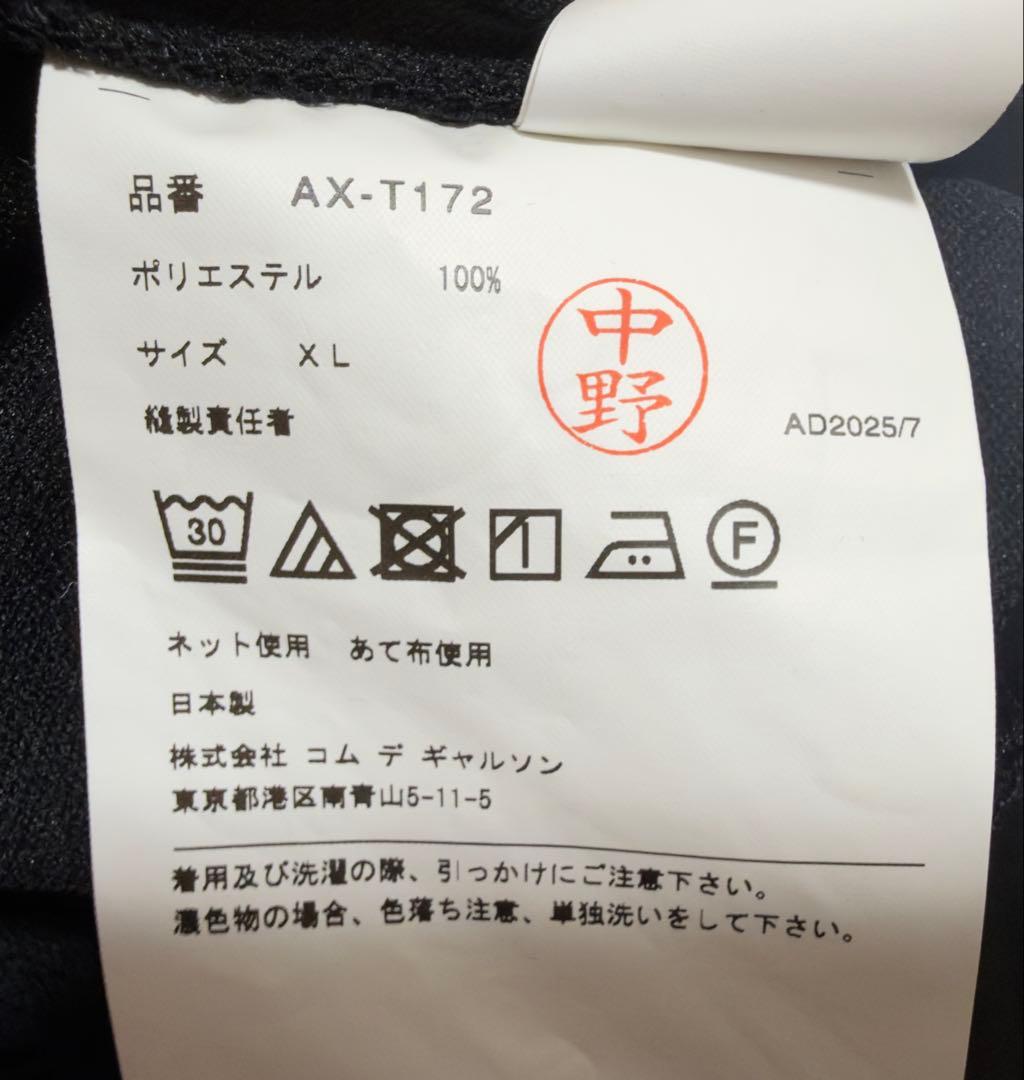 品番 AX-T172
ポリエステル 100%
サイズ XL
中野
縫製責任者
AD2025/7
30
F
ネット使用 あて布使用
日本製
株式会社 コム デ ギャルソン
東京都港区南青山5-11-5
着用及び洗濯の際、引っかけにご注意下さい。
濃色物の場合、色落ち注意、単独洗いをして下さい。